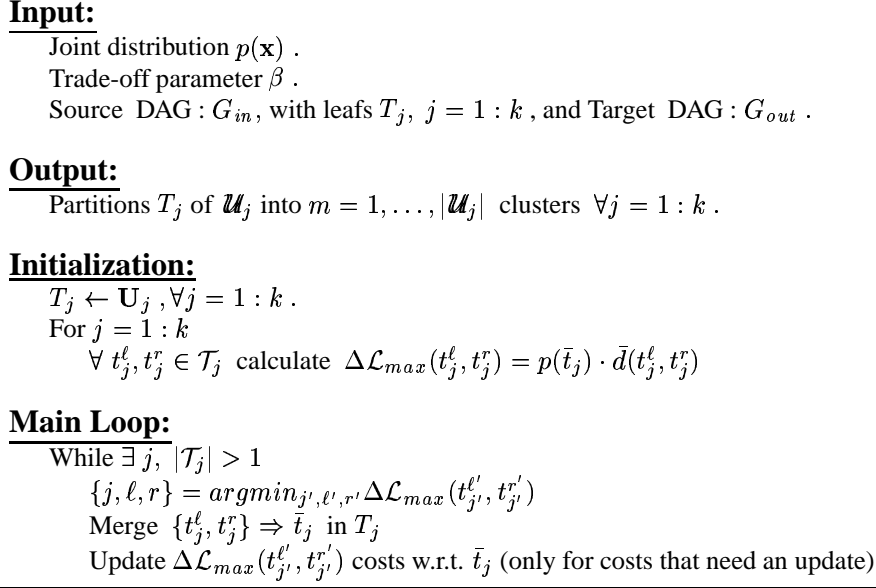 Input:
Joint distribution p(x) .
Trade-off parameter β .
Source DAG : G_in, with leafs T_j, j = 1 : k , and Target DAG : G_out .
Output:
Partitions T_j of 𝓤_j into m = 1, . . . , |𝓤_j| clusters ∀j = 1 : k .
Initialization:
T_j ← U_j , ∀j = 1 : k .
For j = 1 : k
∀ t_j^ℓ, t_j^r ∈ 𝒯_j calculate Δℒ_max(t_j^ℓ, t_j^r) = p(t̄_j) · d̄(t_j^ℓ, t_j^r)
Main Loop:
While ∃ j, |𝒯_j| > 1
{j, ℓ, r} = argmin_{j',ℓ',r'} Δℒ_max(t_{j'}^{ℓ'}, t_{j'}^{r'})
Merge {t_j^ℓ, t_j^r} ⇒ t̄_j in T_j
Update Δℒ_max(t_{j'}^{ℓ'}, t_{j'}^{r'}) costs w.r.t. t̄_j (only for costs that need an update)